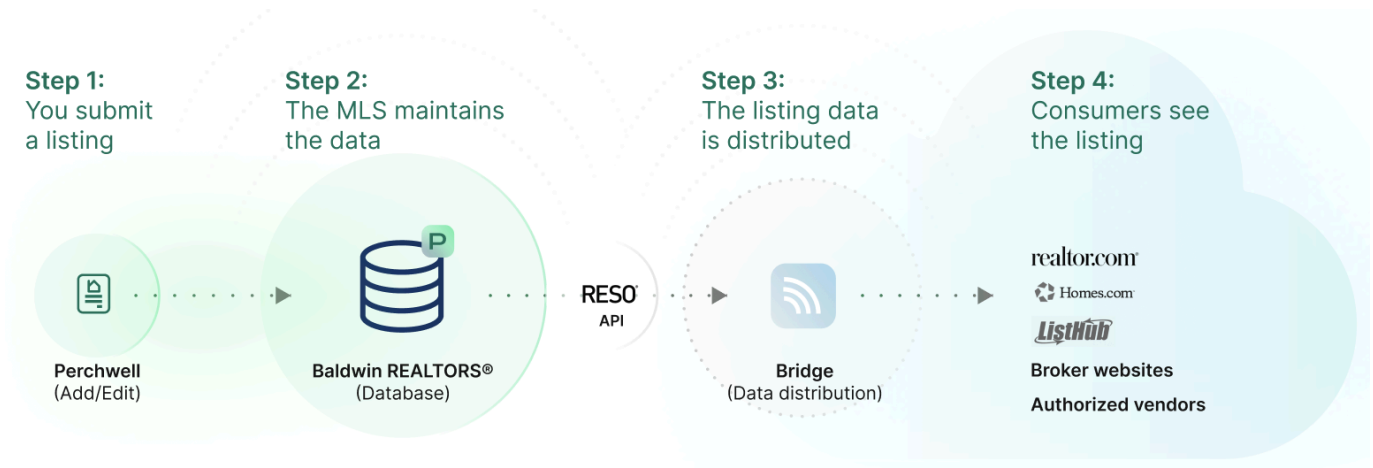 Step 1:
You submit
a listing
Step 2:
The MLS maintains
the data
Step 3:
The listing data
is distributed
Step 4:
Consumers see
the listing
P
RESO
API
realtor.com®
Homes.com
ListHub
Perchwell
(Add/Edit)
Baldwin REALTORS®
(Database)
Bridge
(Data distribution)
Broker websites
Authorized vendors